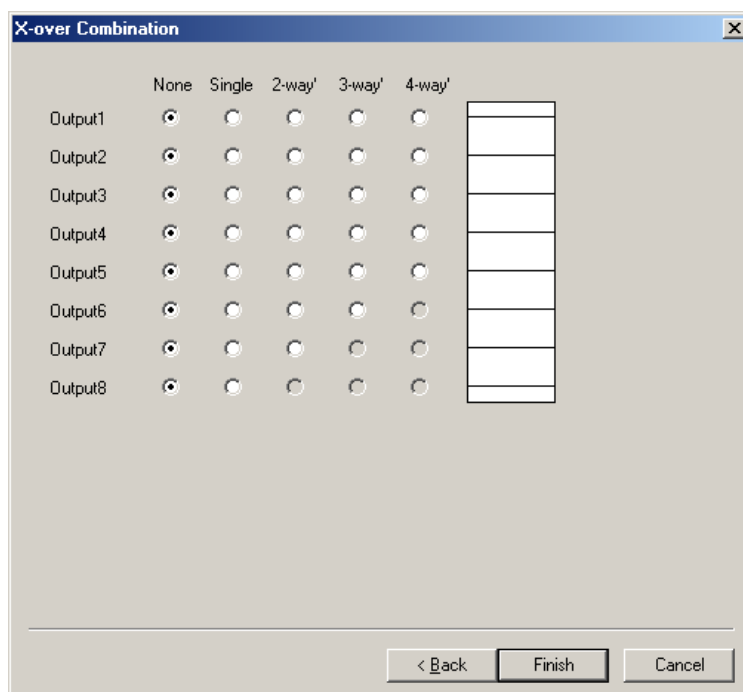 X-over Combination
None Single 2-way' 3-way' 4-way'
Output1
Output2
Output3
Output4
Output5
Output6
Output7
Output8
< Back Finish Cancel